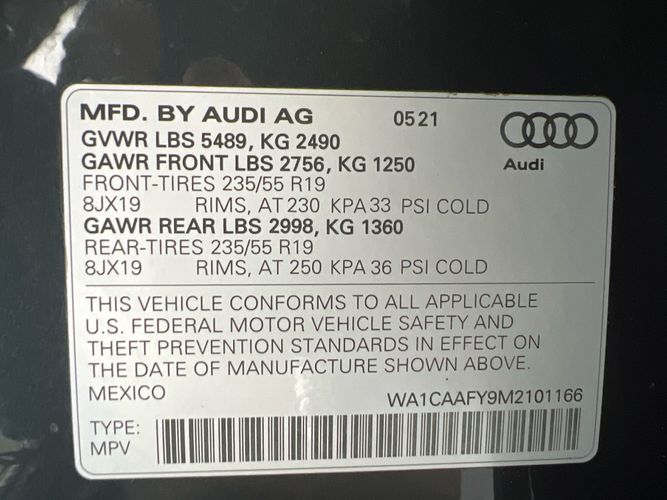 MFD. BY AUDI AG 0521
GVWR LBS 5489, KG 2490
GAWR FRONT LBS 2756, KG 1250
Audi
FRONT-TIRES 235/55 R19
8JX19 RIMS, AT 230 KPA 33 PSI COLD
GAWR REAR LBS 2998, KG 1360
REAR-TIRES 235/55 R19
8JX19 RIMS, AT 250 KPA 36 PSI COLD
THIS VEHICLE CONFORMS TO ALL APPLICABLE
U.S. FEDERAL MOTOR VEHICLE SAFETY AND
THEFT PREVENTION STANDARDS IN EFFECT ON
THE DATE OF MANUFACTURE SHOWN ABOVE.
MEXICO WA1CAAFY9M2101166
TYPE:
MPV